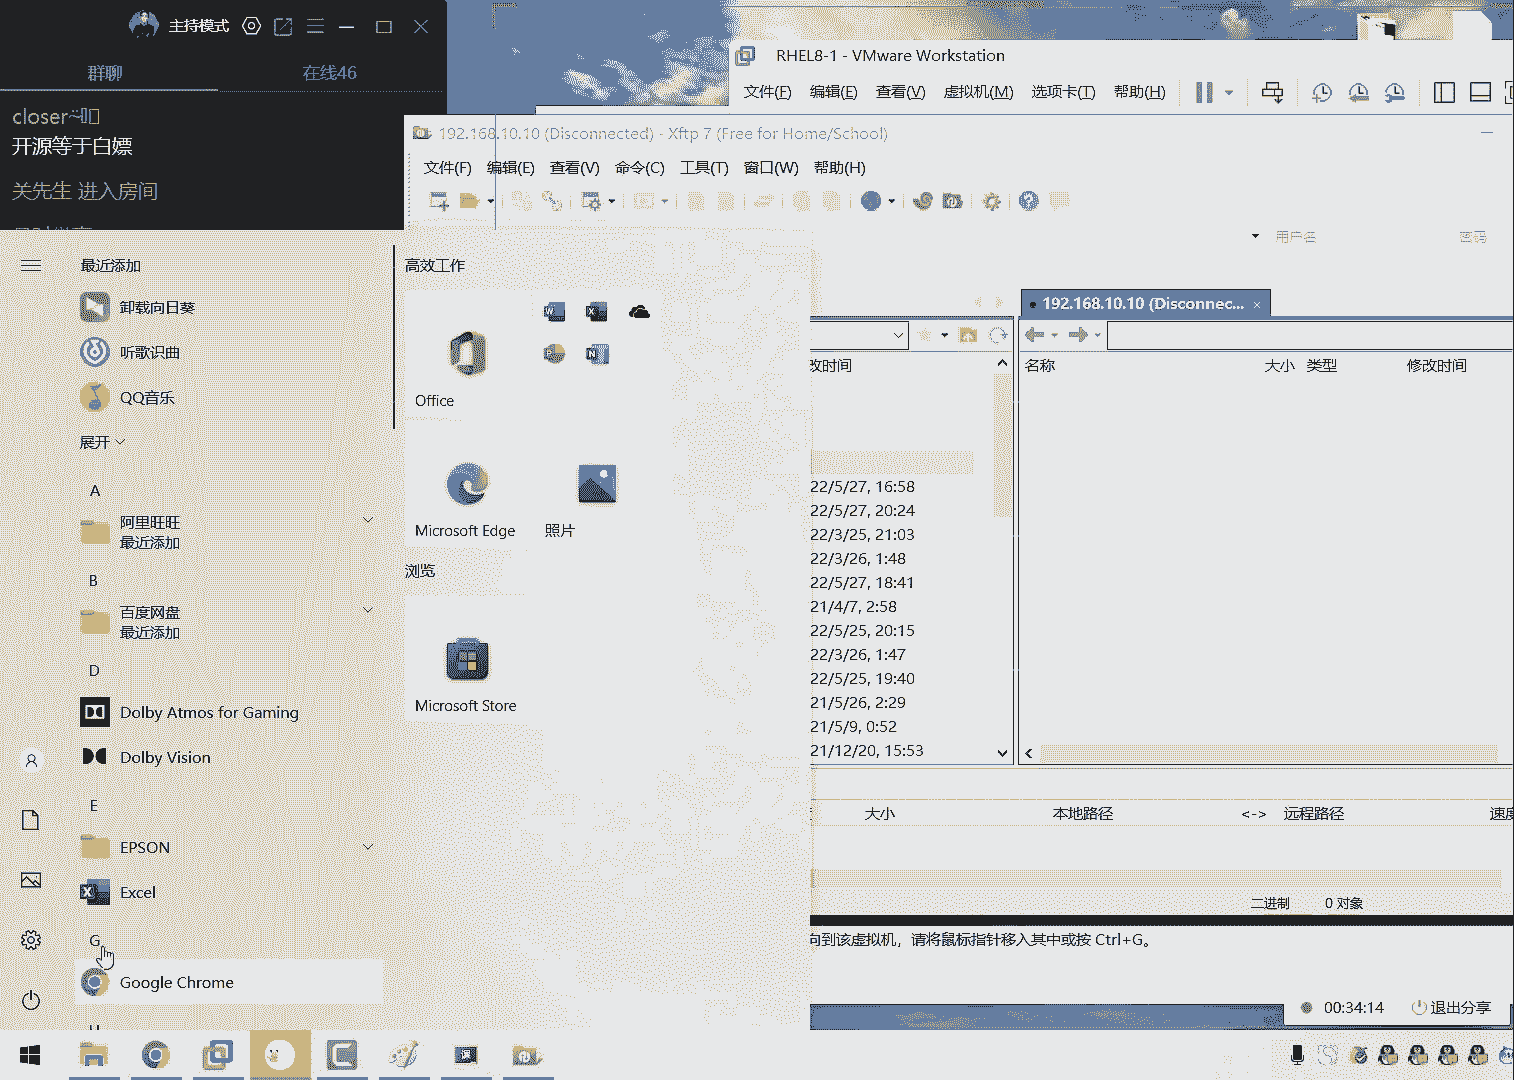 主持模式
群聊
在线46
开源等于白嫖
关先生 进入房间
RHEL8-1 - VMware Workstation
文件(F) 编辑(E) 查看(V) 虚拟机(M) 选项卡(T) 帮助(H)
192.168.10.10 (Disconnected) - Xftp 7 (Free for Home/School)
文件(F) 编辑(E) 查看(V) 命令(C) 工具(T) 窗口(W) 帮助(H)
用户名 密码
最近添加
卸载向日葵
听歌识曲
QQ音乐
展开
A
阿里旺旺
最近添加
B
百度网盘
最近添加
D
Dolby Atmos for Gaming
Dolby Vision
E
EPSON
Excel
G
Google Chrome
高效工作
Office
Microsoft Edge
照片
浏览
Microsoft Store
192.168.10.10 (Disconnec...
改时间
名称 大小 类型 修改时间
22/5/27, 16:58
22/5/27, 20:24
22/3/25, 21:03
22/3/26, 1:48
22/5/27, 18:41
21/4/7, 2:58
22/5/25, 20:15
22/3/26, 1:47
22/5/25, 19:40
21/5/26, 2:29
21/5/9, 0:52
21/12/20, 15:53
大小 本地路径 <-> 远程路径 速度
二进制 0 对象
向到该虚拟机，请将鼠标指针移入其中或按 Ctrl+G。
00:34:14 退出分享